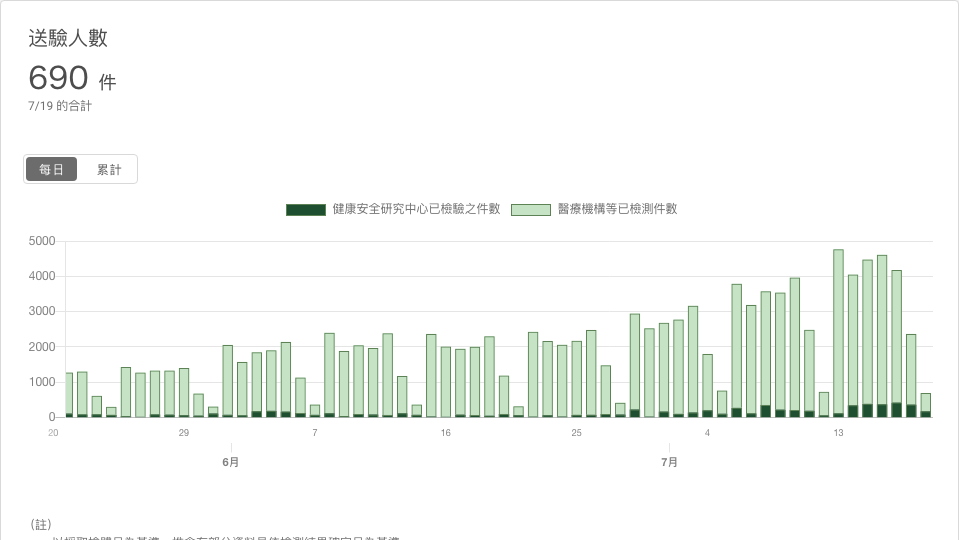 送驗人數
690 件
7/19 的合計
每日 累計
健康安全研究中心已檢驗之件數 醫療機構等已檢測件數
5000
4000
3000
2000
1000
0
20 29 7 16 25 4 13
6月 7月
(註)